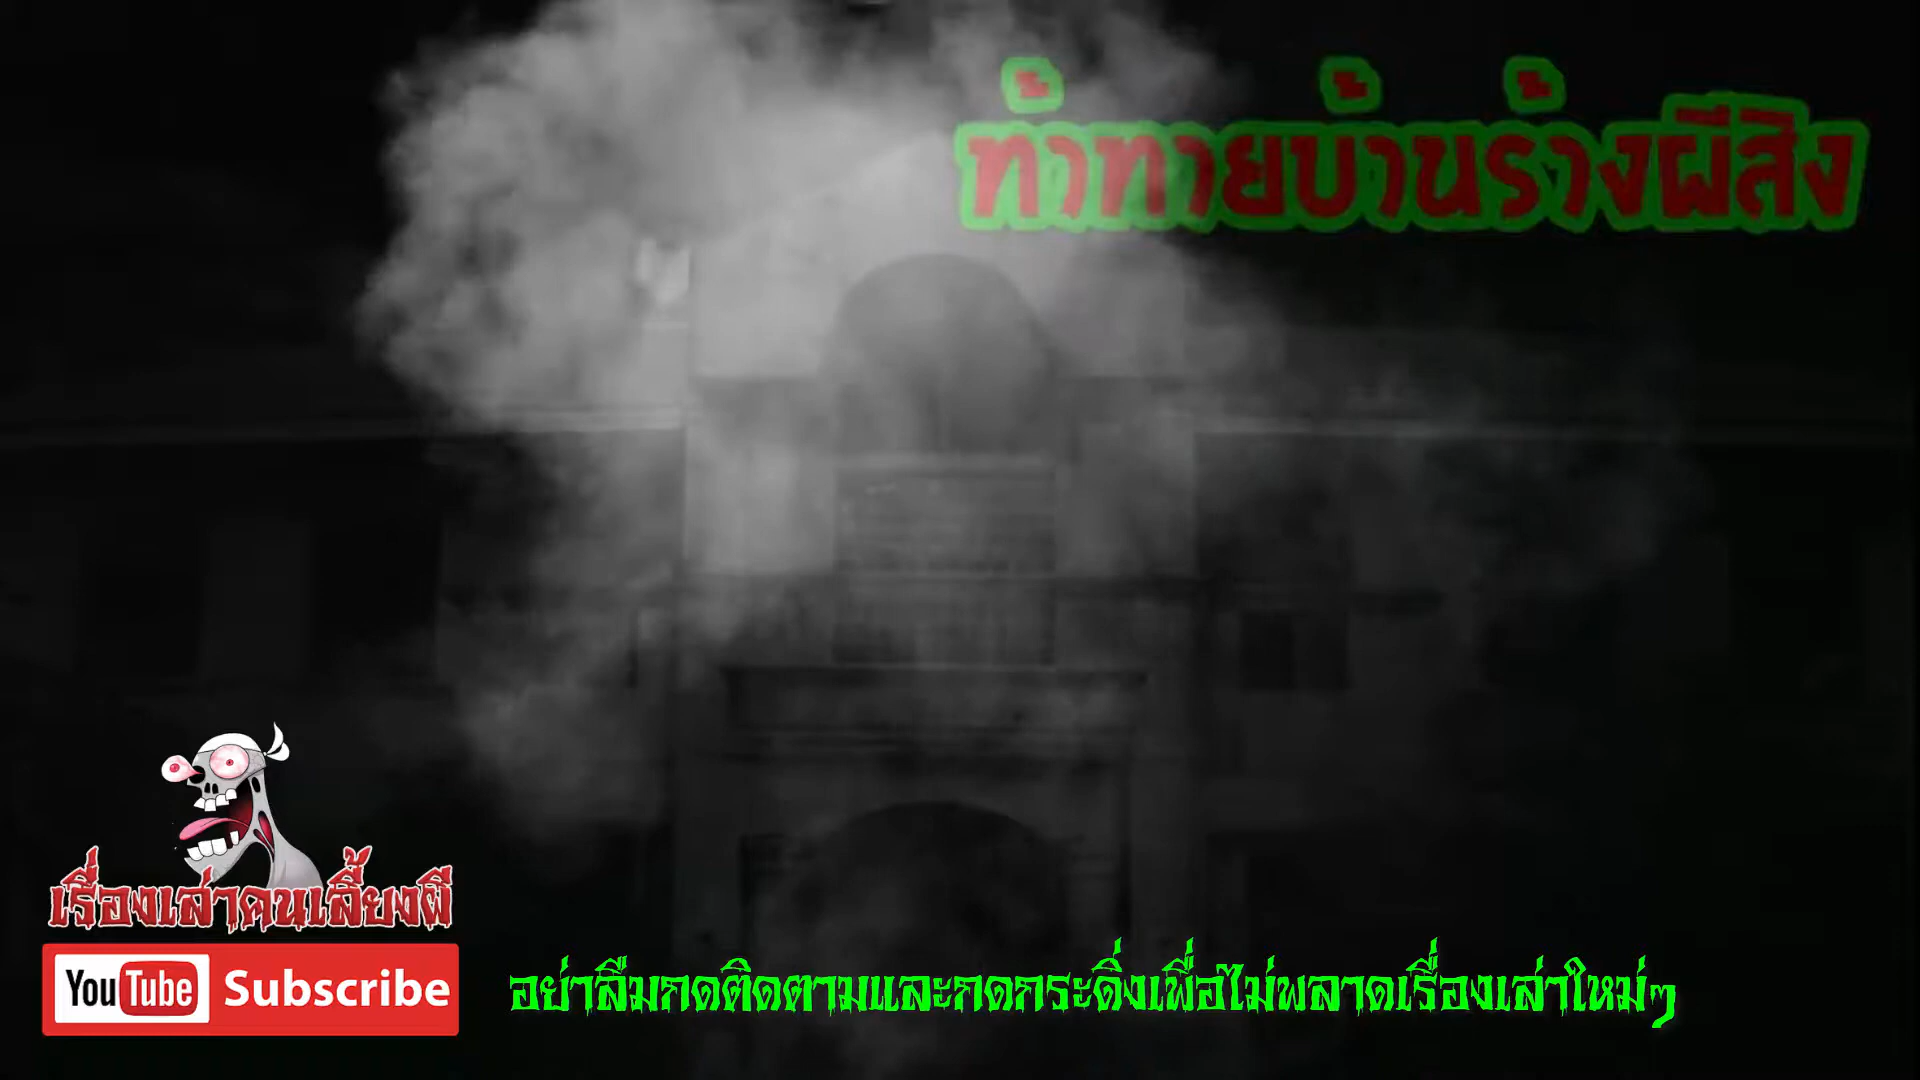 ท้าทายบ้านร้างผีสิง
เรื่องเล่าคนเลี้ยงผี
YouTube Subscribe
อย่าลืมกดติดตามและกดกระดิ่งเพื่อไม่พลาดเรื่องเล่าใหม่ๆ